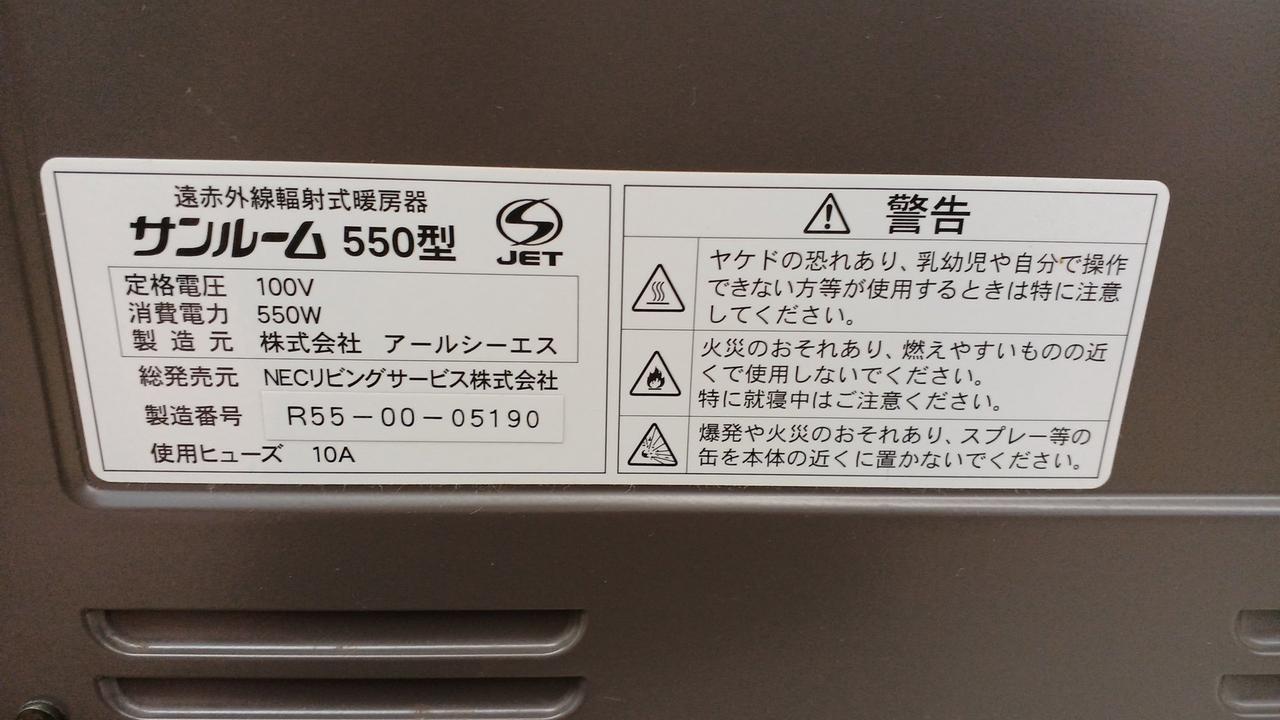 遠赤外線輻射式暖房器
サンルーム 550型
JET
定格電圧 100V
消費電力 550W
製造元 株式会社 アールシーエス
総発売元 NECリビングサービス株式会社
製造番号 R55-00-05190
使用ヒューズ 10A
警告
ヤケドの恐れあり、乳幼児や自分で操作
できない方等が使用するときは特に注意
してください。
火災のおそれあり、燃えやすいものの近
くで使用しないでください。
特に就寝中はご注意ください。
爆発や火災のおそれあり、スプレー等の
缶を本体の近くに置かないでください。